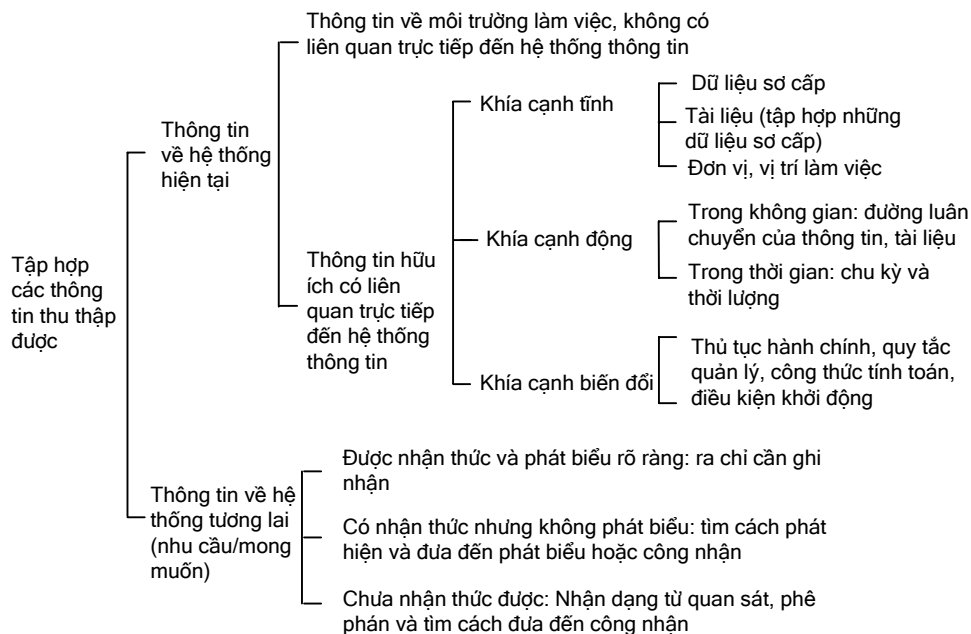 Thông tin về môi trường làm việc, không có
liên quan trực tiếp đến hệ thống thông tin
Thông tin
về hệ thống
hiện tại
Khía cạnh tĩnh
Dữ liệu sơ cấp
Tài liệu (tập hợp những
dữ liệu sơ cấp)
Đơn vị, vị trí làm việc
Tập hợp
các thông
tin thu thập
được
Thông tin hữu
ích có liên
quan trực tiếp
đến hệ thống
thông tin
Khía cạnh động
Trong không gian: đường luân
chuyển của thông tin, tài liệu
Trong thời gian: chu kỳ và
thời lượng
Khía cạnh biến đổi
Thủ tục hành chính, quy tắc
quản lý, công thức tính toán,
điều kiện khởi động
Thông tin về hệ
thống tương lai
(nhu cầu/mong
muốn)
Được nhận thức và phát biểu rõ ràng: ra chỉ cần ghi
nhận
Có nhận thức nhưng không phát biểu: tìm cách phát
hiện và đưa đến phát biểu hoặc công nhận
Chưa nhận thức được: Nhận dạng từ quan sát, phê
phán và tìm cách đưa đến công nhận